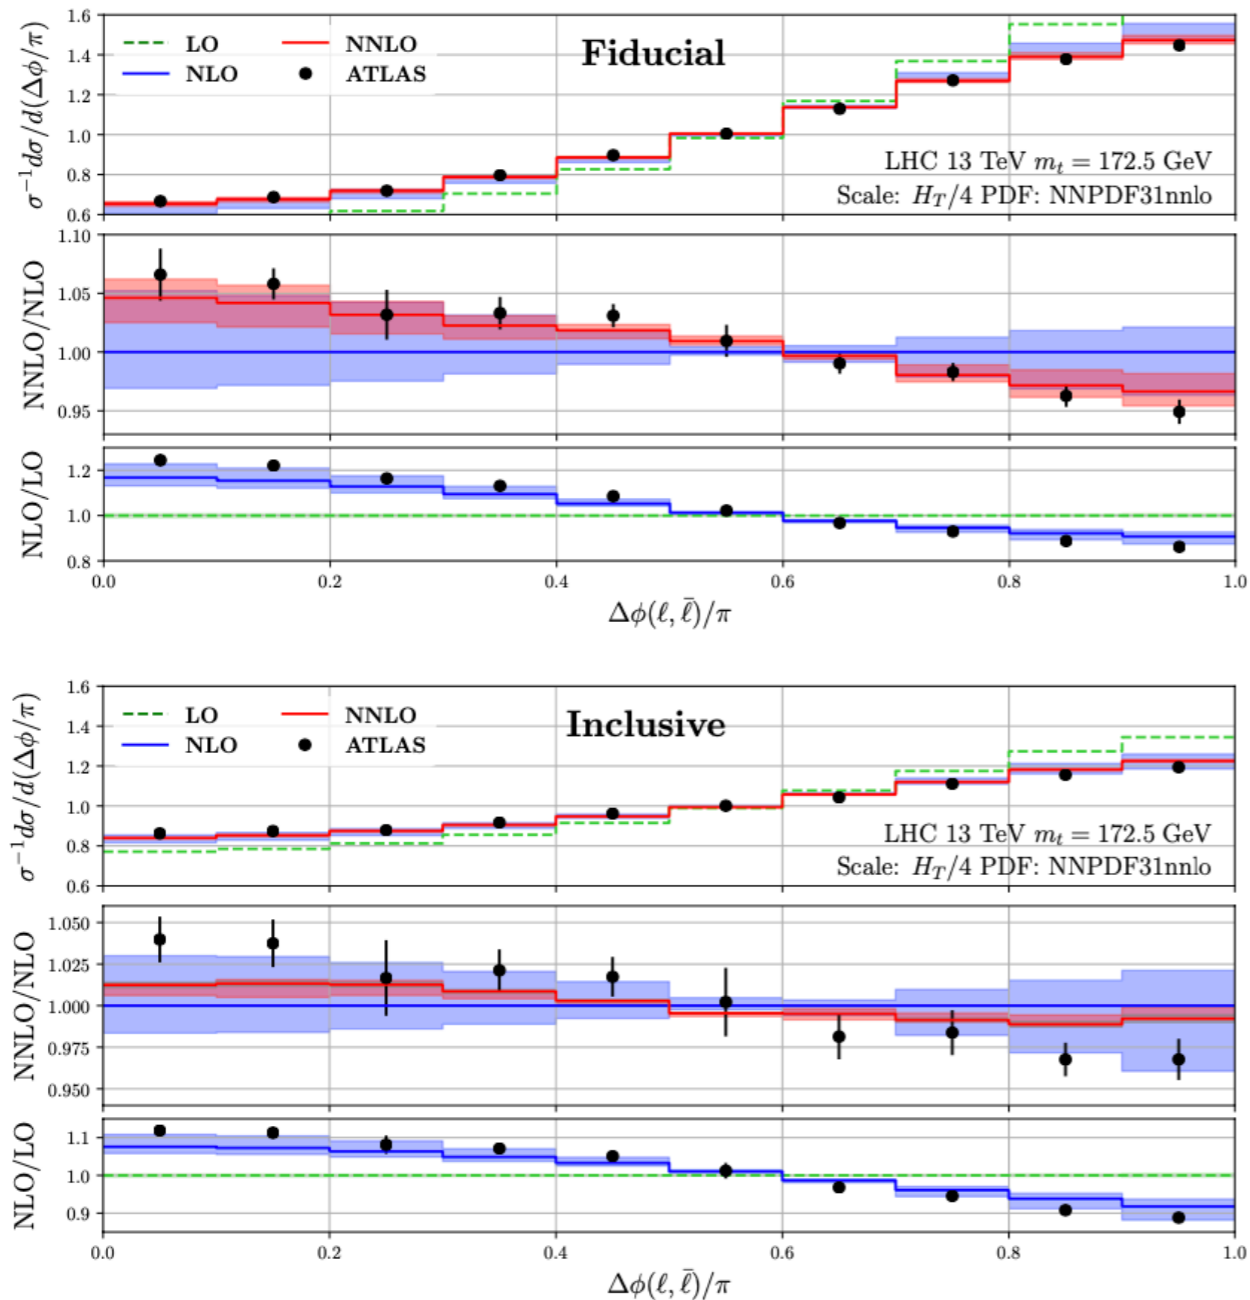 Fiducial
LO
NLO
NNLO
ATLAS
LHC 13 TeV m_t = 172.5 GeV
Scale: H_T/4 PDF: NNPDF31nnlo
σ⁻¹dσ/d(Δφ/π)
1.6
1.4
1.2
1.0
0.8
0.6
NNLO/NLO
1.10
1.05
1.00
0.95
NLO/LO
1.2
1.0
0.8
0.0 0.2 0.4 0.6 0.8 1.0
Δϕ(ℓ, ℓ̄)/π
Inclusive
LO
NLO
NNLO
ATLAS
LHC 13 TeV m_t = 172.5 GeV
Scale: H_T/4 PDF: NNPDF31nnlo
σ⁻¹dσ/d(Δφ/π)
1.6
1.4
1.2
1.0
0.8
0.6
NNLO/NLO
1.050
1.025
1.000
0.975
0.950
NLO/LO
1.1
1.0
0.9
0.0 0.2 0.4 0.6 0.8 1.0
Δϕ(ℓ, ℓ̄)/π